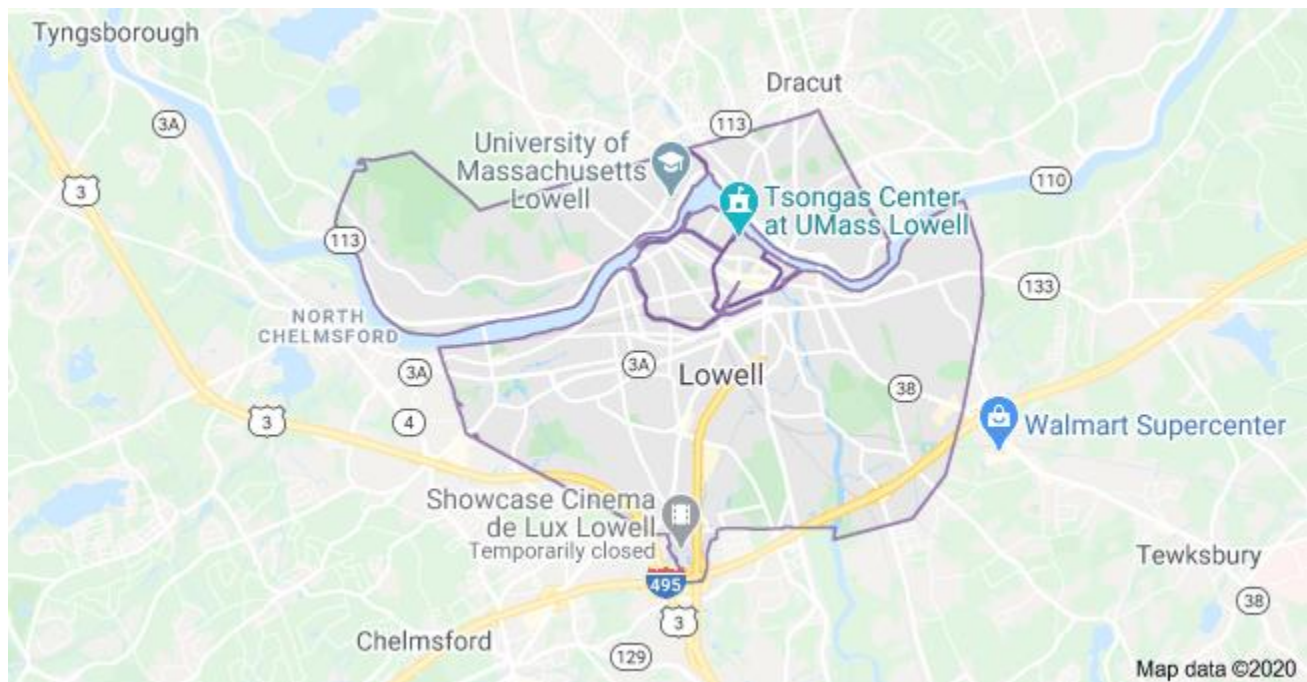 Tyngsborough
Dracut
3A
113
University of
Massachusetts
Lowell
3
110
Tsongas Center
at UMass Lowell
113
133
NORTH
CHELMSFORD
3A
3A
Lowell
38
3
4
Walmart Supercenter
Showcase Cinema
de Lux Lowell
Temporarily closed
Tewksbury
495
38
3
Chelmsford
129
Map data ©2020